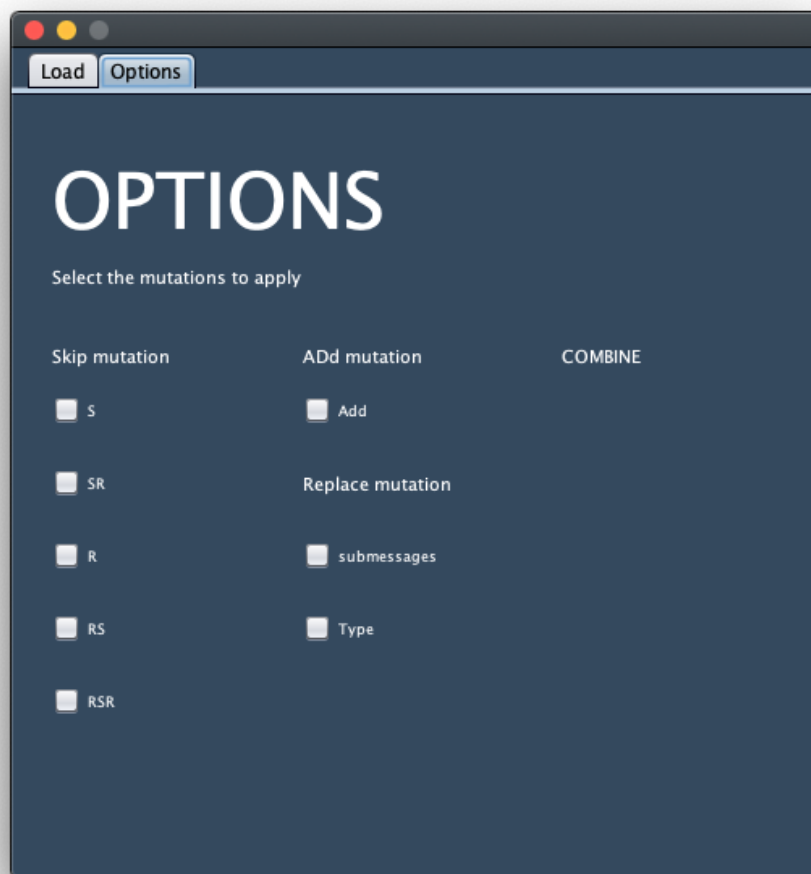 Load Options
OPTIONS
Select the mutations to apply
Skip mutation ADd mutation COMBINE
S Add
SR Replace mutation
R submessages
RS Type
RSR